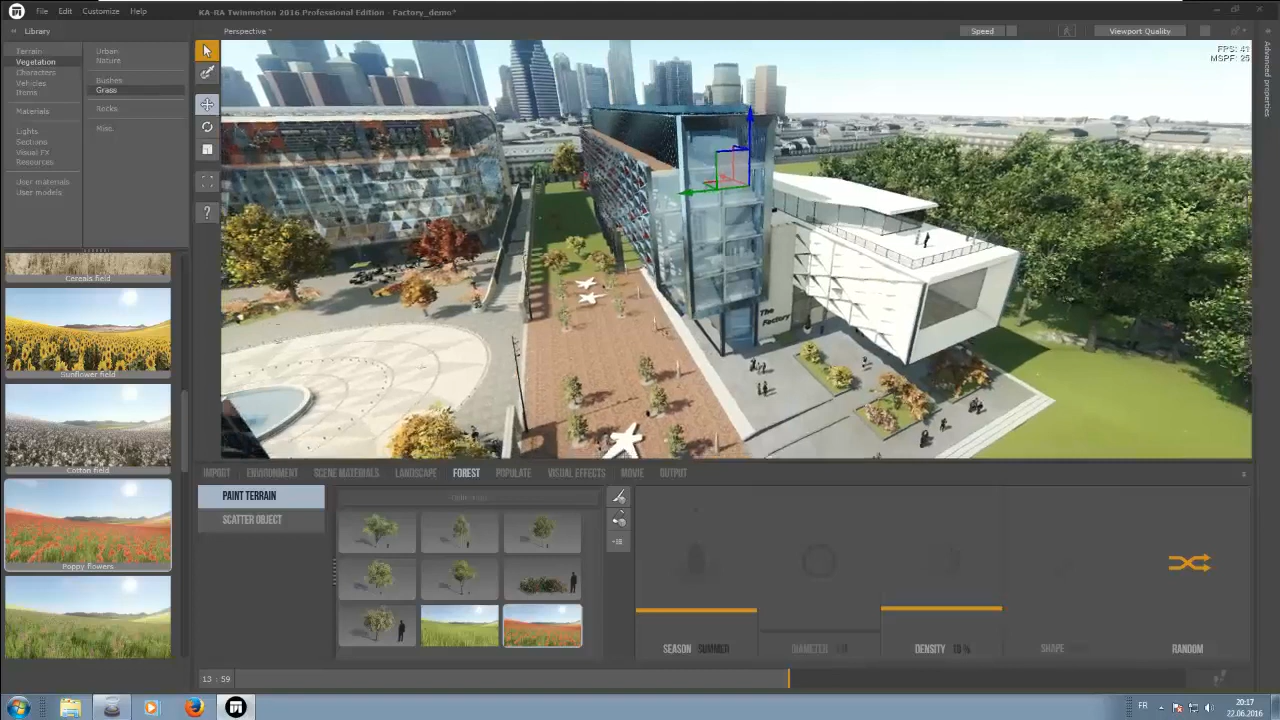 File Edit Customize Help
KA-RA Twinmotion 2016 Professional Edition - Factory_demo*
Library
Perspective
Speed
Viewport Quality
FPS: 41
MSPF: 25
Advanced properties
Terrain
Vegetation
Characters
Vehicles
Items
Materials
Lights
Sections
Visual FX
Resources
User materials
User models
Urban
Nature
Bushes
Grass
Rocks
Misc.
Cereals field
Sunflower field
Cotton field
Poppy flowers
The
Factory
IMPORT ENVIRONMENT SCENE MATERIALS LANDSCAPE FOREST POPULATE VISUAL EFFECTS MOVIE OUTPUT
PAINT TERRAIN
SCATTER OBJECT
SEASON SUMMER
DIAMETER
DENSITY 10 %
SHAPE
RANDOM
13 : 59
FR
20:17
22.06.2016